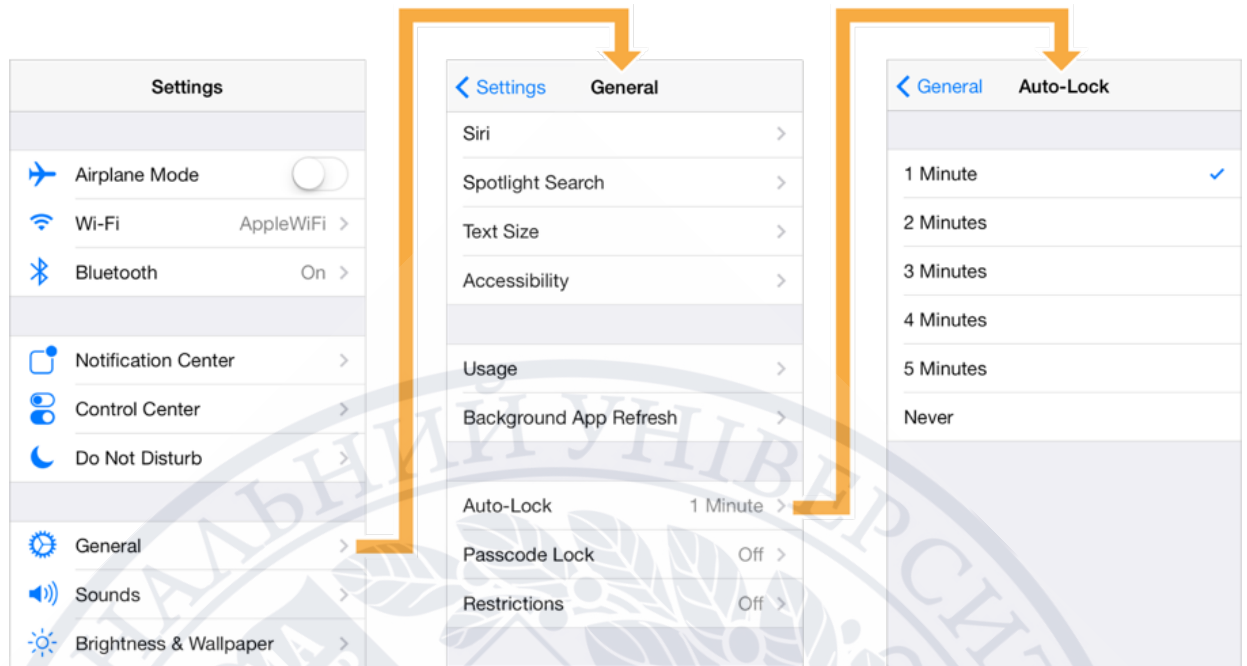 Settings
Airplane Mode
Wi-Fi AppleWiFi
Bluetooth On
Notification Center
Control Center
Do Not Disturb
General
Sounds
Brightness & Wallpaper
Settings General
Siri
Spotlight Search
Text Size
Accessibility
Usage
Background App Refresh
Auto-Lock 1 Minute
Passcode Lock Off
Restrictions Off
General Auto-Lock
1 Minute
2 Minutes
3 Minutes
4 Minutes
5 Minutes
Never